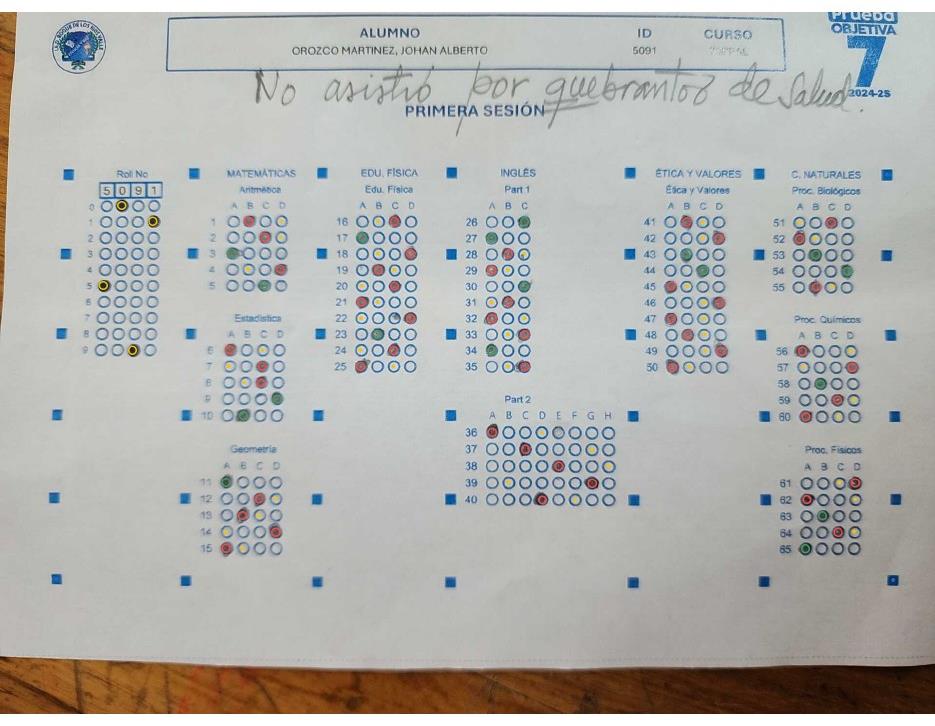 Prueba
ALUMNO ID CURSO OBJETIVA
OROZCO MARTINEZ, JOHAN ALBERTO 5091 7
No asistió por quebrantos de Salud. 2024-25
PRIMERA SESIÓN
Roll No MATEMÁTICAS EDU. FÍSICA INGLÉS ÉTICA Y VALORES C. NATURALES
5 0 9 1 Aritmética Edu. Física Part 1 Ética y Valores Proc. Biológicos
0 A B C D A B C D A B C A B C D A B C D
1 1 16 26 41 51
2 2 17 27 42 52
3 3 18 28 43 53
4 4 19 29 44 54
5 5 20 30 45 55
6 21 31 46
7 Estadística 22 32 47 Proc. Químicos
8 A B C D 23 33 48 A B C D
9 6 24 34 49 56
7 25 35 50 57
8 58
9 Part 2 59
10 A B C D E F G H 60
36
Geometría 37 Proc. Físicos
A B C D 38 A B C D
11 39 61
12 40 62
13 63
14 64
15 65